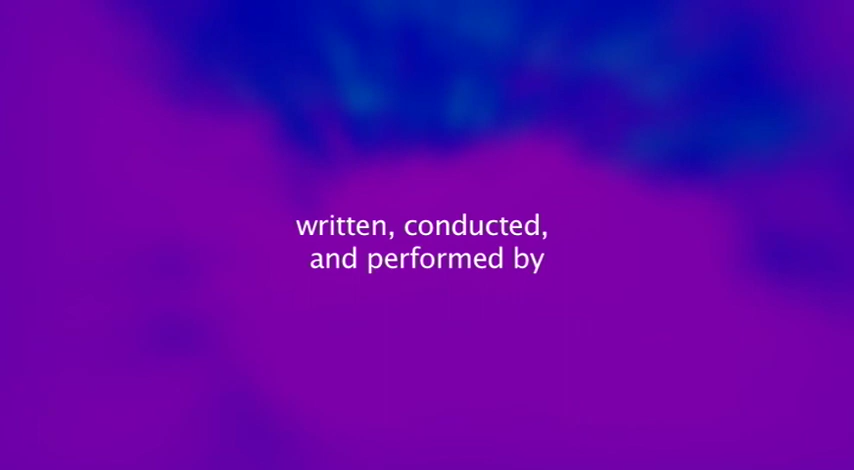 written, conducted,
and performed by